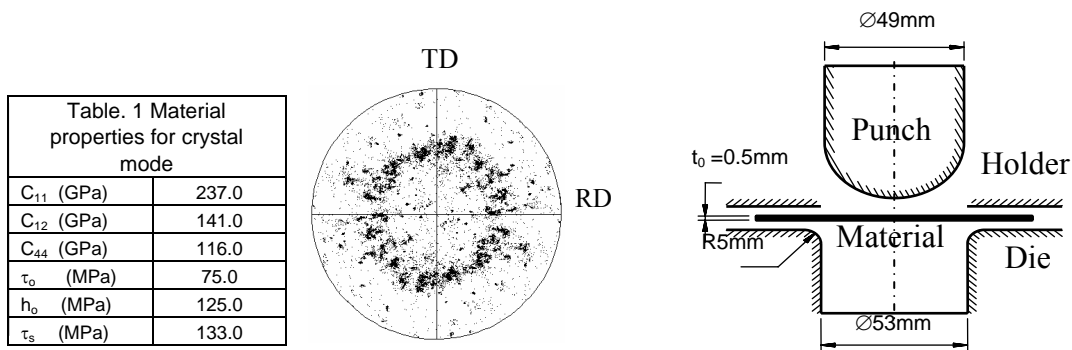 Table. 1 Material
properties for crystal
mode
C₁₁ (GPa) 237.0
C₁₂ (GPa) 141.0
C₄₄ (GPa) 116.0
τₒ (MPa) 75.0
hₒ (MPa) 125.0
τₛ (MPa) 133.0
TD
RD
∅49mm
Punch
t₀ =0.5mm
Holder
R5mm
Material
Die
∅53mm